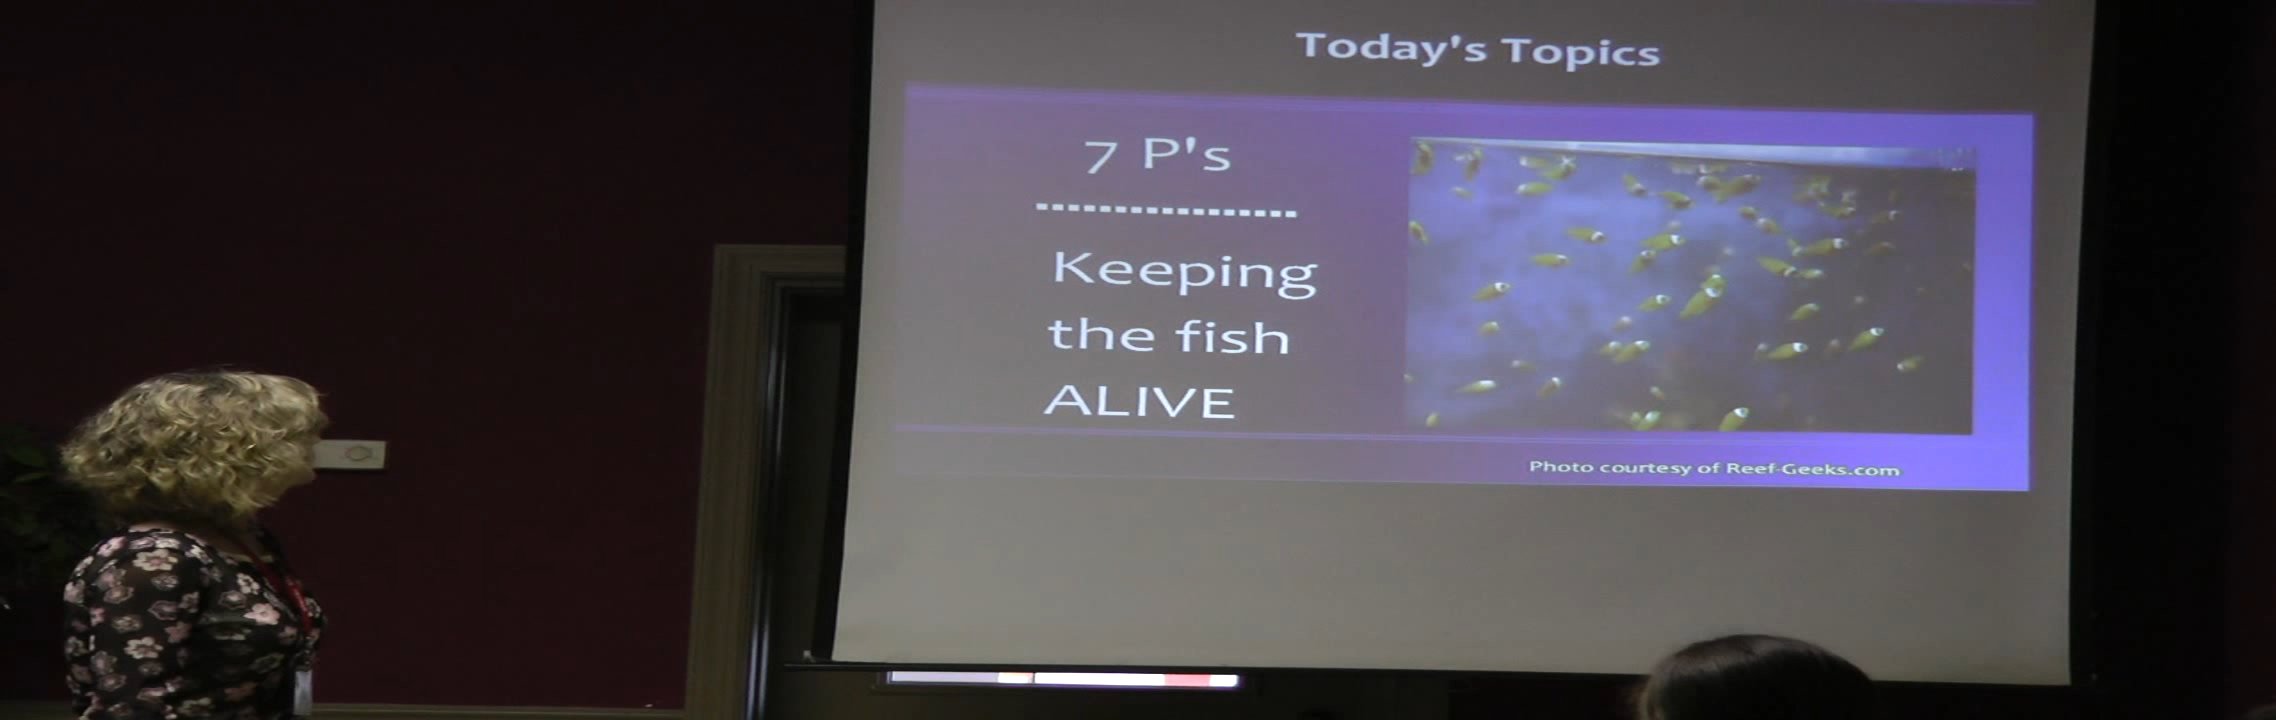 Today's Topics
7 P's
-----------------
Keeping
the fish
ALIVE
Photo courtesy of Reef-Geeks.com